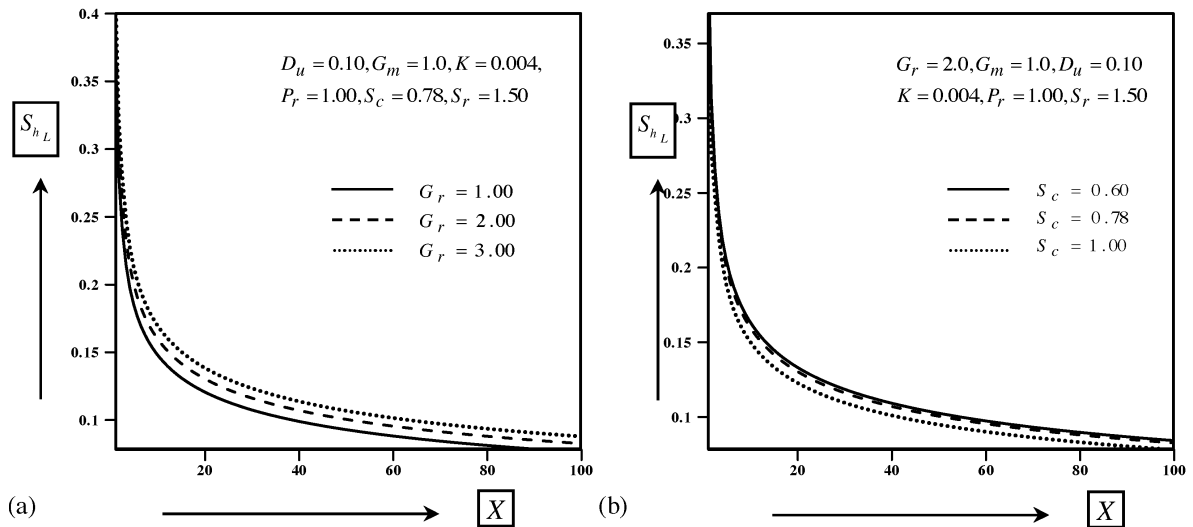 0.4
0.35
0.3
0.25
0.2
0.15
0.1
20 40 60 80 100
S_{h_L}
D_u = 0.10, G_m = 1.0, K = 0.004,
P_r = 1.00, S_c = 0.78, S_r = 1.50
G_r = 1.00
G_r = 2.00
G_r = 3.00
(a)
X
0.35
0.3
0.25
0.2
0.15
0.1
20 40 60 80 100
S_{h_L}
G_r = 2.0, G_m = 1.0, D_u = 0.10
K = 0.004, P_r = 1.00, S_r = 1.50
S_c = 0.60
S_c = 0.78
S_c = 1.00
(b)
X